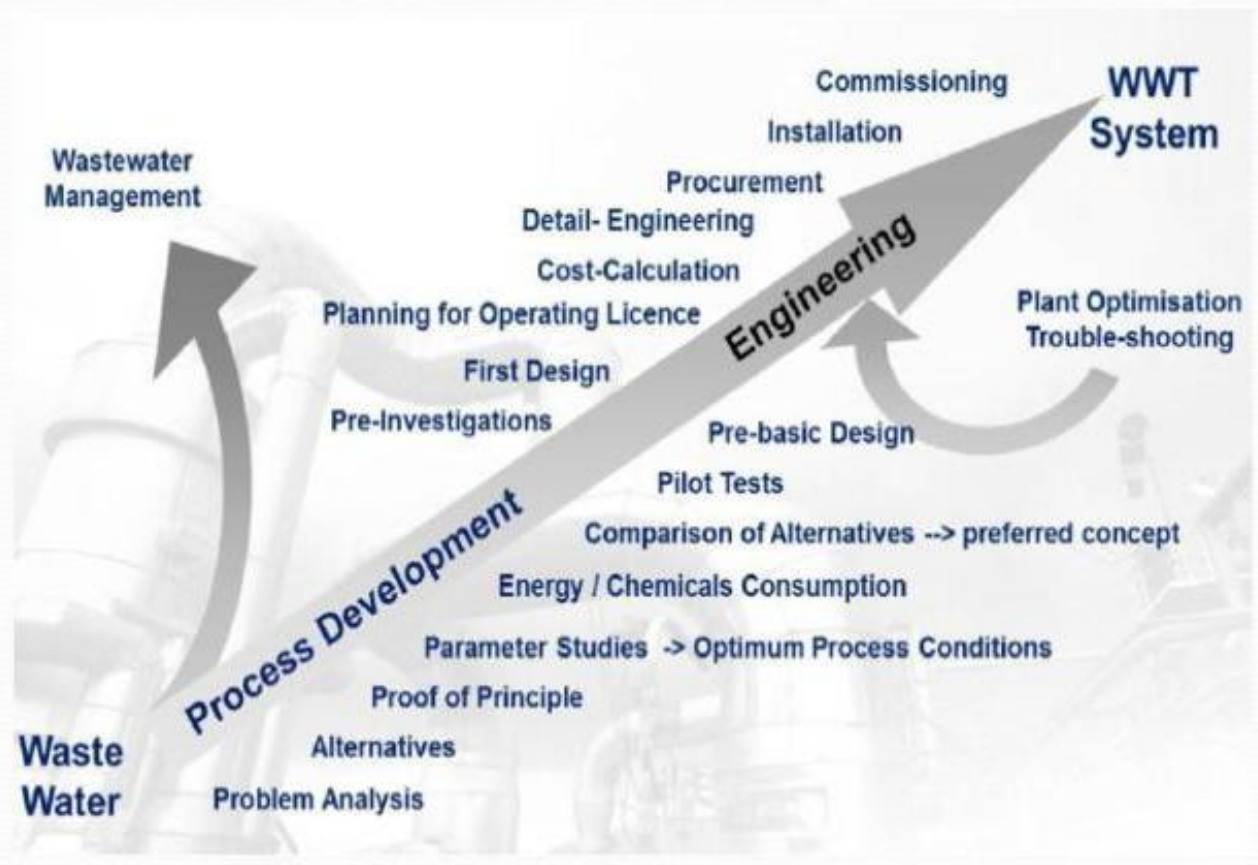 Commissioning
WWT
System
Installation
Wastewater
Management
Procurement
Detail- Engineering
Cost-Calculation
Planning for Operating Licence
First Design
Pre-Investigations
Engineering
Plant Optimisation
Trouble-shooting
Pre-basic Design
Pilot Tests
Comparison of Alternatives --> preferred concept
Energy / Chemicals Consumption
Parameter Studies -> Optimum Process Conditions
Proof of Principle
Alternatives
Problem Analysis
Process Development
Waste
Water